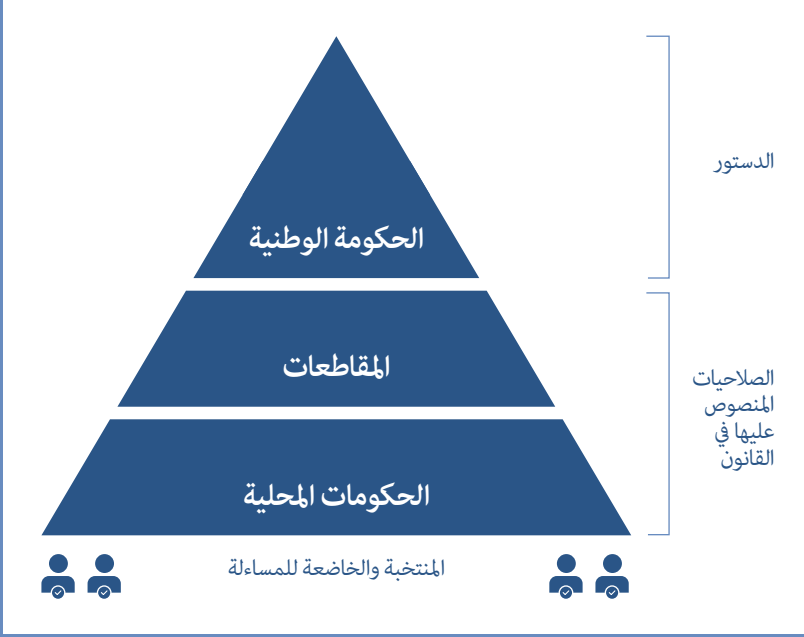 الدستور
الحكومة الوطنية
المقاطعات
الصلاحيات
المنصوص
عليها في
القانون
الحكومات المحلية
المنتخبة والخاضعة للمساءلة